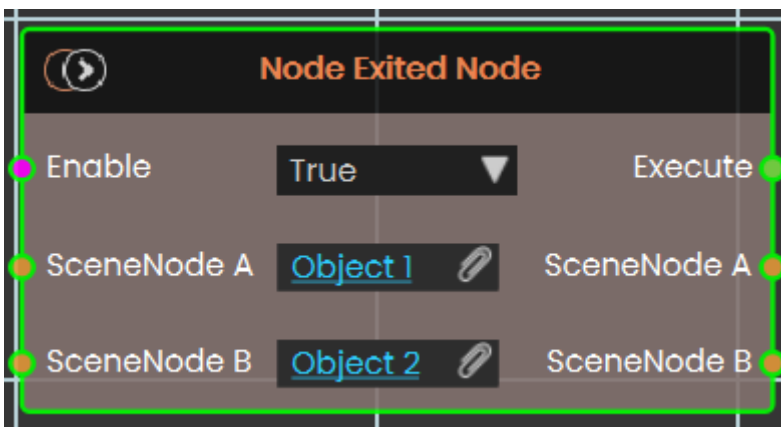 Node Exited Node
Enable True Execute
SceneNode A Object 1 SceneNode A
SceneNode B Object 2 SceneNode B